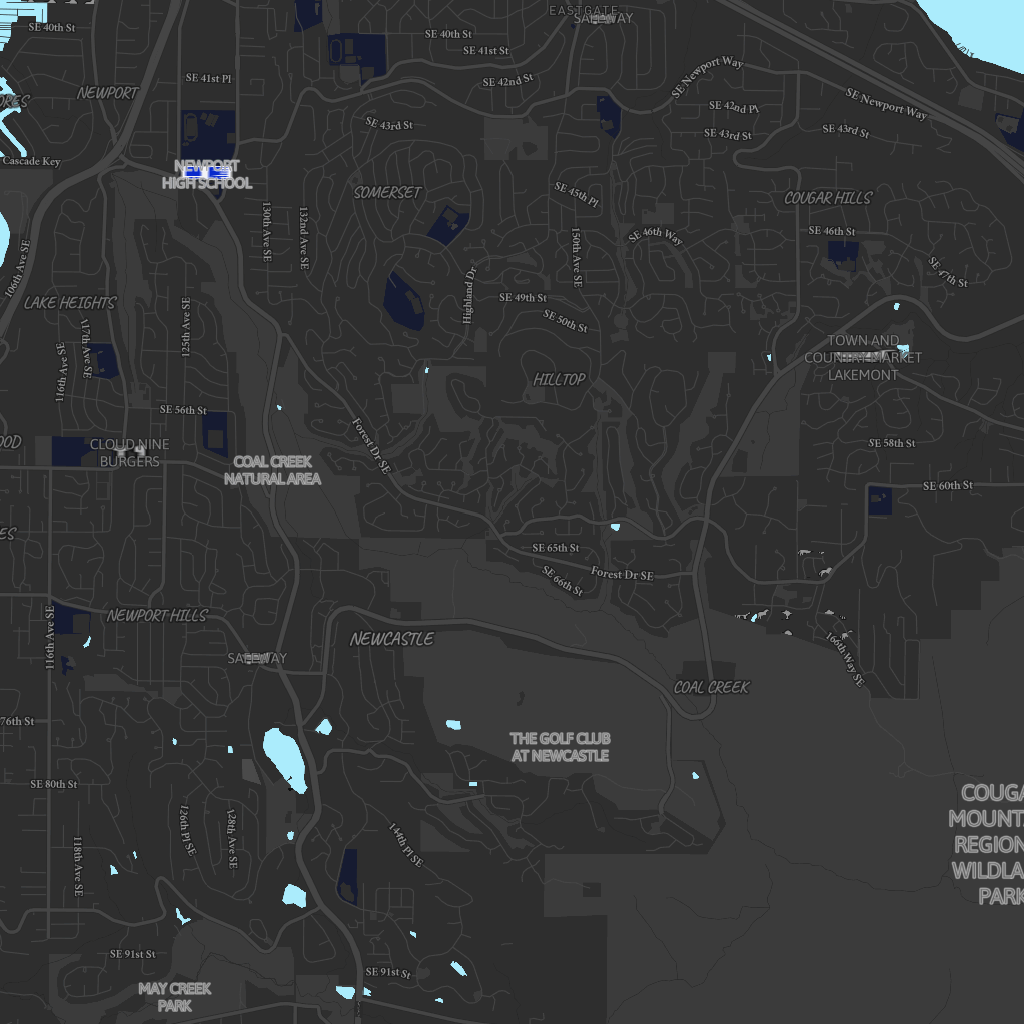 EASTGATE
SAFEWAY
SE 40th St
SE 40th St
SE 41st St
SE Newport Way
SE 41st Pl
SE 42nd St
NEWPORT
SE Newport Way
SE 42nd Pl
SE 43rd St
SE 43rd St
SE 43rd St
Cascade Key
NEWPORT
HIGH SCHOOL
SOMERSET
SE 45th Pl
COUGAR HILLS
130th Ave SE
132nd Ave SE
150th Ave SE
SE 46th Way
SE 46th St
106th Ave SE
SE 47th St
Highland Dr
LAKE HEIGHTS
SE 49th St
SE 50th St
125th Ave SE
117th Ave SE
116th Ave SE
TOWN AND
COUNTRY MARKET
LAKEMONT
HILLTOP
SE 56th St
CLOUD NINE
BURGERS
Forest Dr SE
SE 58th St
COAL CREEK
NATURAL AREA
SE 60th St
SE 65th St
Forest Dr SE
SE 66th St
116th Ave SE
NEWPORT HILLS
NEWCASTLE
166th Way SE
SAFEWAY
COAL CREEK
76th St
THE GOLF CLUB
AT NEWCASTLE
SE 80th St
COUGA
MOUNT
REGION
WILDLA
PARK
126th Pl SE
128th Ave SE
144th Pl SE
118th Ave SE
SE 91st St
SE 91st St
MAY CREEK
PARK